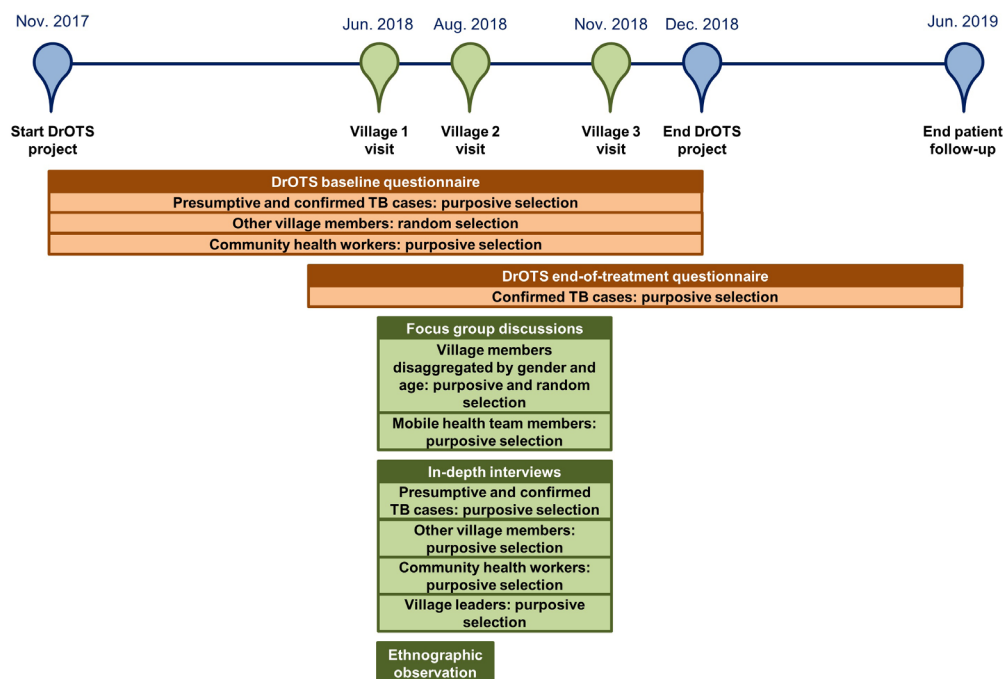 Nov. 2017
Jun. 2018
Aug. 2018
Nov. 2018
Dec. 2018
Jun. 2019
Start DrOTS
project
Village 1
visit
Village 2
visit
Village 3
visit
End DrOTS
project
End patient
follow-up
DrOTS baseline questionnaire
Presumptive and confirmed TB cases: purposive selection
Other village members: random selection
Community health workers: purposive selection
DrOTS end-of-treatment questionnaire
Confirmed TB cases: purposive selection
Focus group discussions
Village members
disaggregated by gender and
age: purposive and random
selection
Mobile health team members:
purposive selection
In-depth interviews
Presumptive and confirmed
TB cases: purposive selection
Other village members:
purposive selection
Community health workers:
purposive selection
Village leaders: purposive
selection
Ethnographic
observation